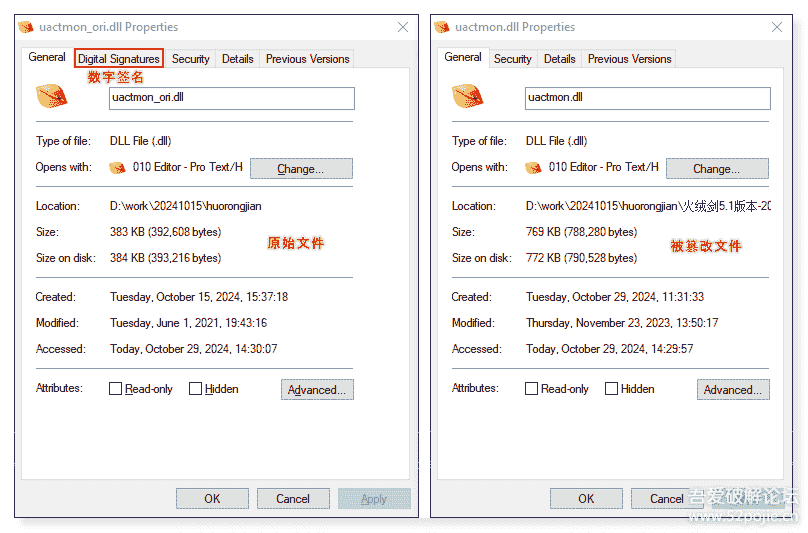 uactmon_ori.dll Properties
General
Digital Signatures
Security
Details
Previous Versions
数字签名
uactmon_ori.dll
Type of file: DLL File (.dll)
Opens with: 010 Editor - Pro Text/H
Change...
Location: D:\work\20241015\huorongjian
Size: 383 KB (392,608 bytes)
原始文件
Size on disk: 384 KB (393,216 bytes)
Created: Tuesday, October 15, 2024, 15:37:18
Modified: Tuesday, June 1, 2021, 19:43:16
Accessed: Today, October 29, 2024, 14:30:07
Attributes: Read-only Hidden
Advanced...
OK
Cancel
Apply
uactmon.dll Properties
General
Security
Details
Previous Versions
uactmon.dll
Type of file: DLL File (.dll)
Opens with: 010 Editor - Pro Text/H
Change...
Location: D:\work\20241015\huorongjian\火绒剑5.1版本-20
Size: 769 KB (788,280 bytes)
被篡改文件
Size on disk: 772 KB (790,528 bytes)
Created: Tuesday, October 29, 2024, 11:31:33
Modified: Thursday, November 23, 2023, 13:50:17
Accessed: Today, October 29, 2024, 14:29:57
Attributes: Read-only Hidden
Advanced...
OK
Cancel
吾爱破解论坛
www.52pojie.cn